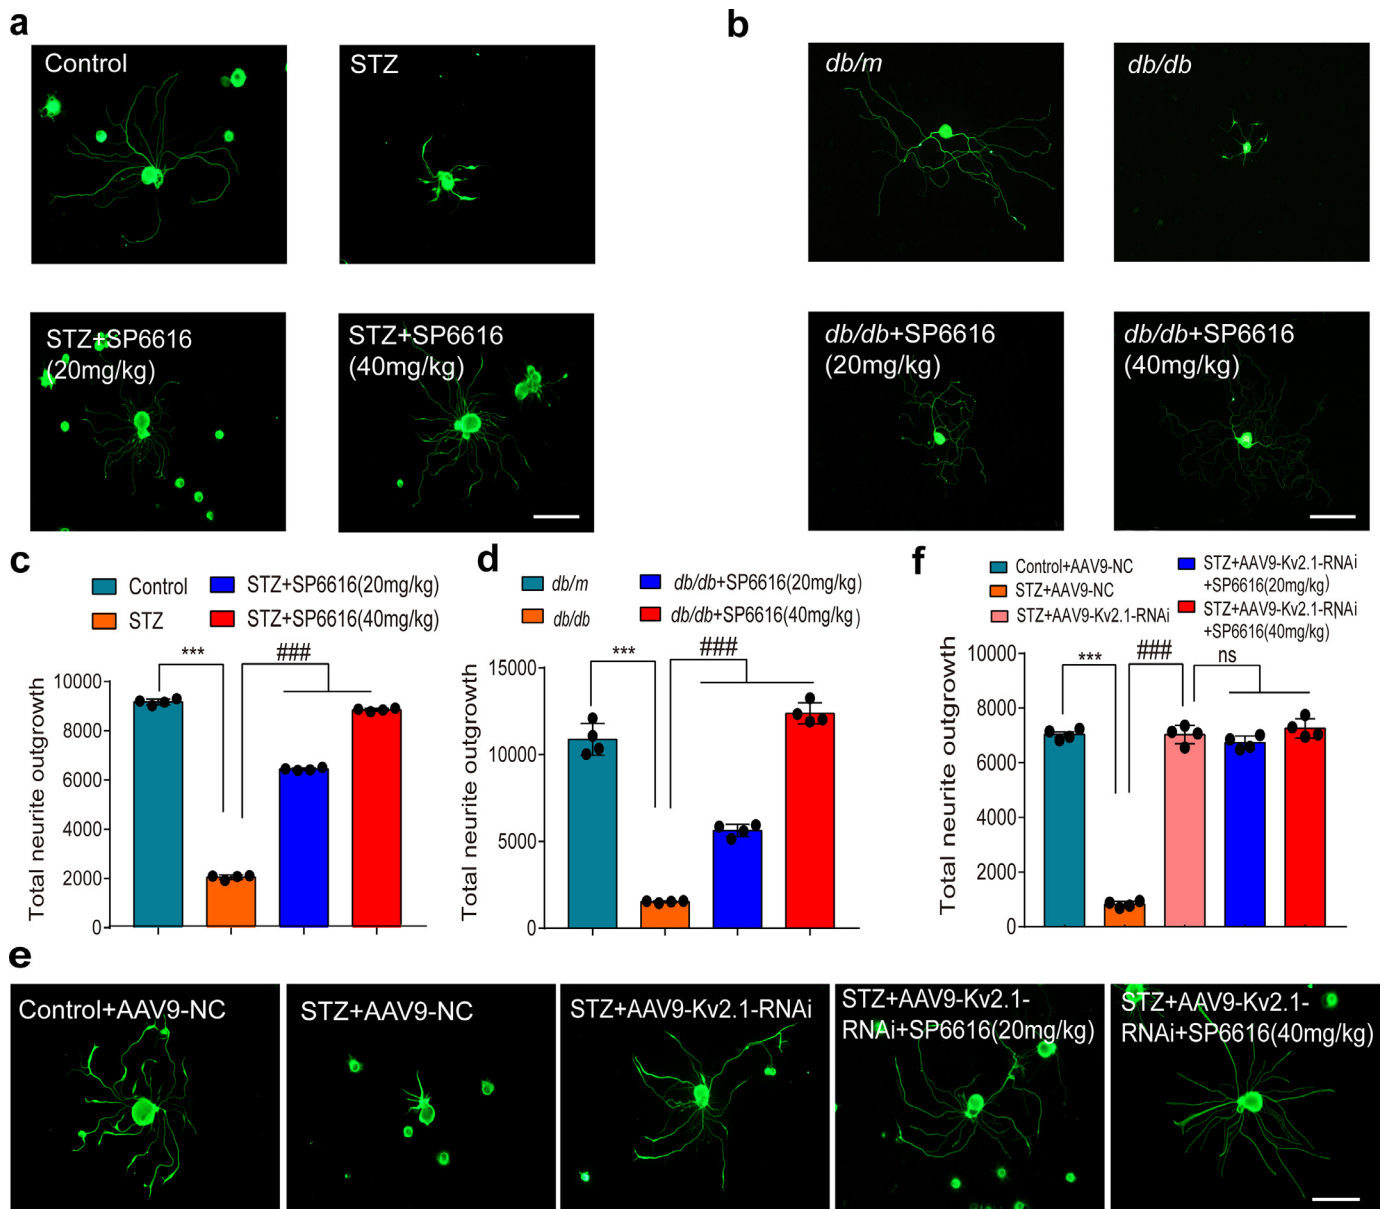 a
Control
STZ
STZ+SP6616
(20mg/kg)
STZ+SP6616
(40mg/kg)
b
db/m
db/db
db/db+SP6616
(20mg/kg)
db/db+SP6616
(40mg/kg)
c
Control
STZ+SP6616(20mg/kg)
STZ
STZ+SP6616(40mg/kg)
***
###
Total neurite outgrowth
10000
8000
6000
4000
2000
0
d
db/m
db/db+SP6616(20mg/kg)
db/db
db/db+SP6616(40mg/kg)
***
###
Total neurite outgrowth
15000
10000
5000
0
f
Control+AAV9-NC
STZ+AAV9-NC
STZ+AAV9-Kv2.1-RNAi
STZ+AAV9-Kv2.1-RNAi
+SP6616(20mg/kg)
STZ+AAV9-Kv2.1-RNAi
+SP6616(40mg/kg)
***
###
ns
Total neurite outgrowth
10000
8000
6000
4000
2000
0
e
Control+AAV9-NC
STZ+AAV9-NC
STZ+AAV9-Kv2.1-RNAi
STZ+AAV9-Kv2.1-
RNAi+SP6616(20mg/kg)
STZ+AAV9-Kv2.1-
RNAi+SP6616(40mg/kg)